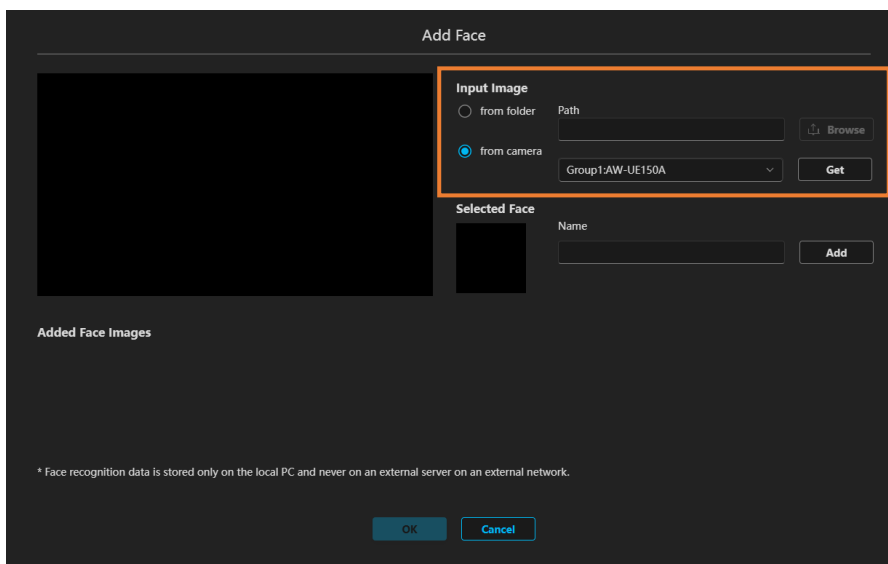 Add Face
Input Image
from folder
Path
Browse
from camera
Group1:AW-UE150A
Get
Selected Face
Name
Add
Added Face Images
* Face recognition data is stored only on the local PC and never on an external server on an external network.
OK
Cancel